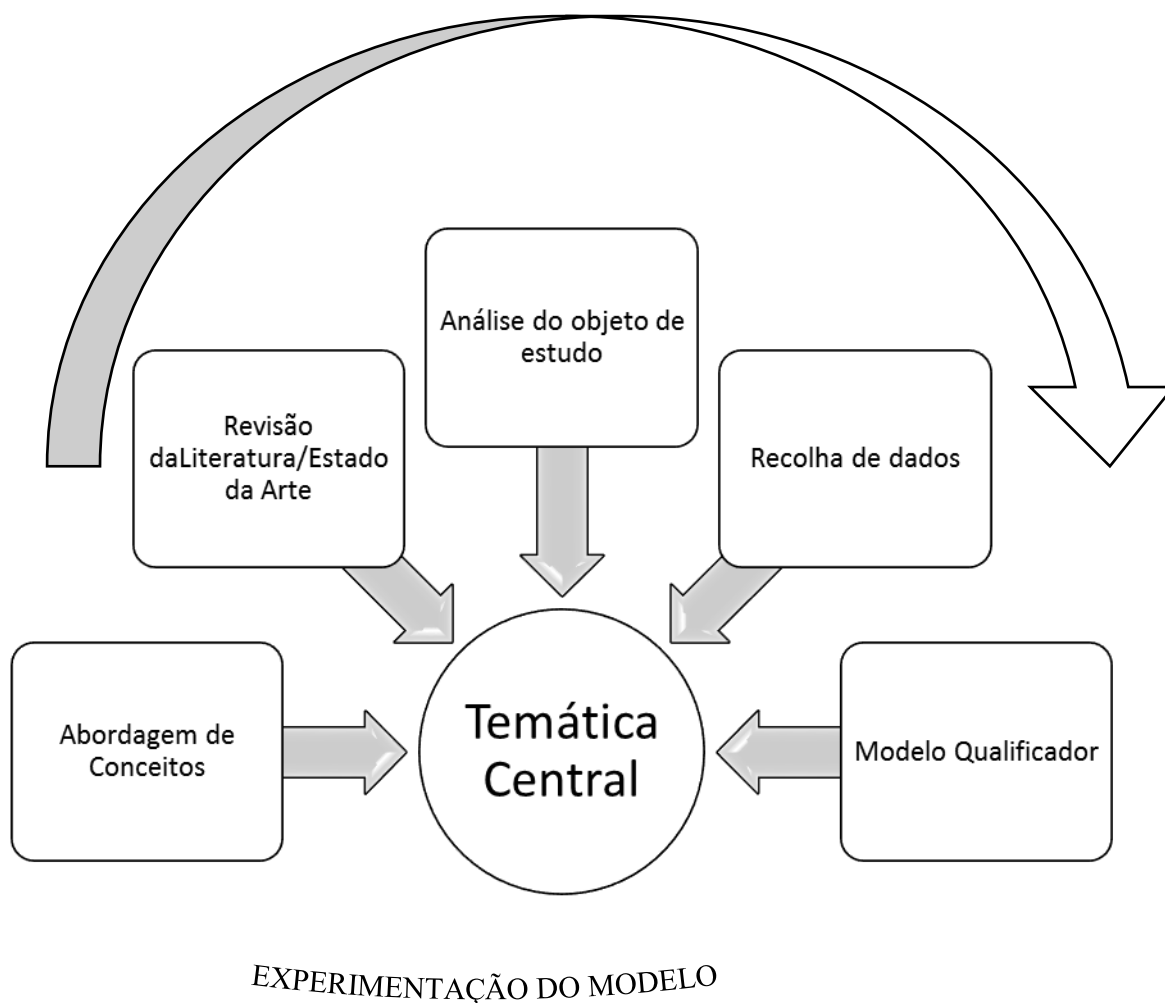 Análise do objeto de
estudo
Revisão
daLiteratura/Estado
da Arte
Recolha de dados
Abordagem de
Conceitos
Temática
Central
Modelo Qualificador
EXPERIMENTAÇÃO DO MODELO